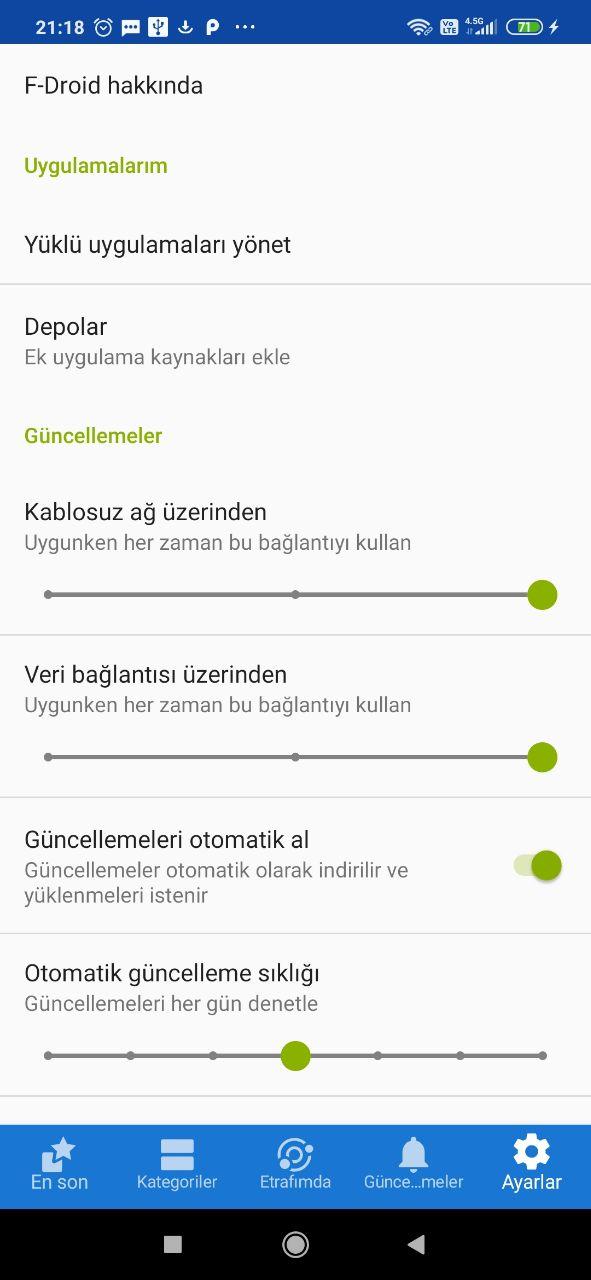 21:18
Vo LTE
4.5G
71
F-Droid hakkında
Uygulamalarım
Yüklü uygulamaları yönet
Depolar
Ek uygulama kaynakları ekle
Güncellemeler
Kablosuz ağ üzerinden
Uygunken her zaman bu bağlantıyı kullan
Veri bağlantısı üzerinden
Uygunken her zaman bu bağlantıyı kullan
Güncellemeleri otomatik al
Güncellemeler otomatik olarak indirilir ve
yüklenmeleri istenir
Otomatik güncelleme sıklığı
Güncellemeleri her gün denetle
En son
Kategoriler
Etrafımda
Günce…meler
Ayarlar